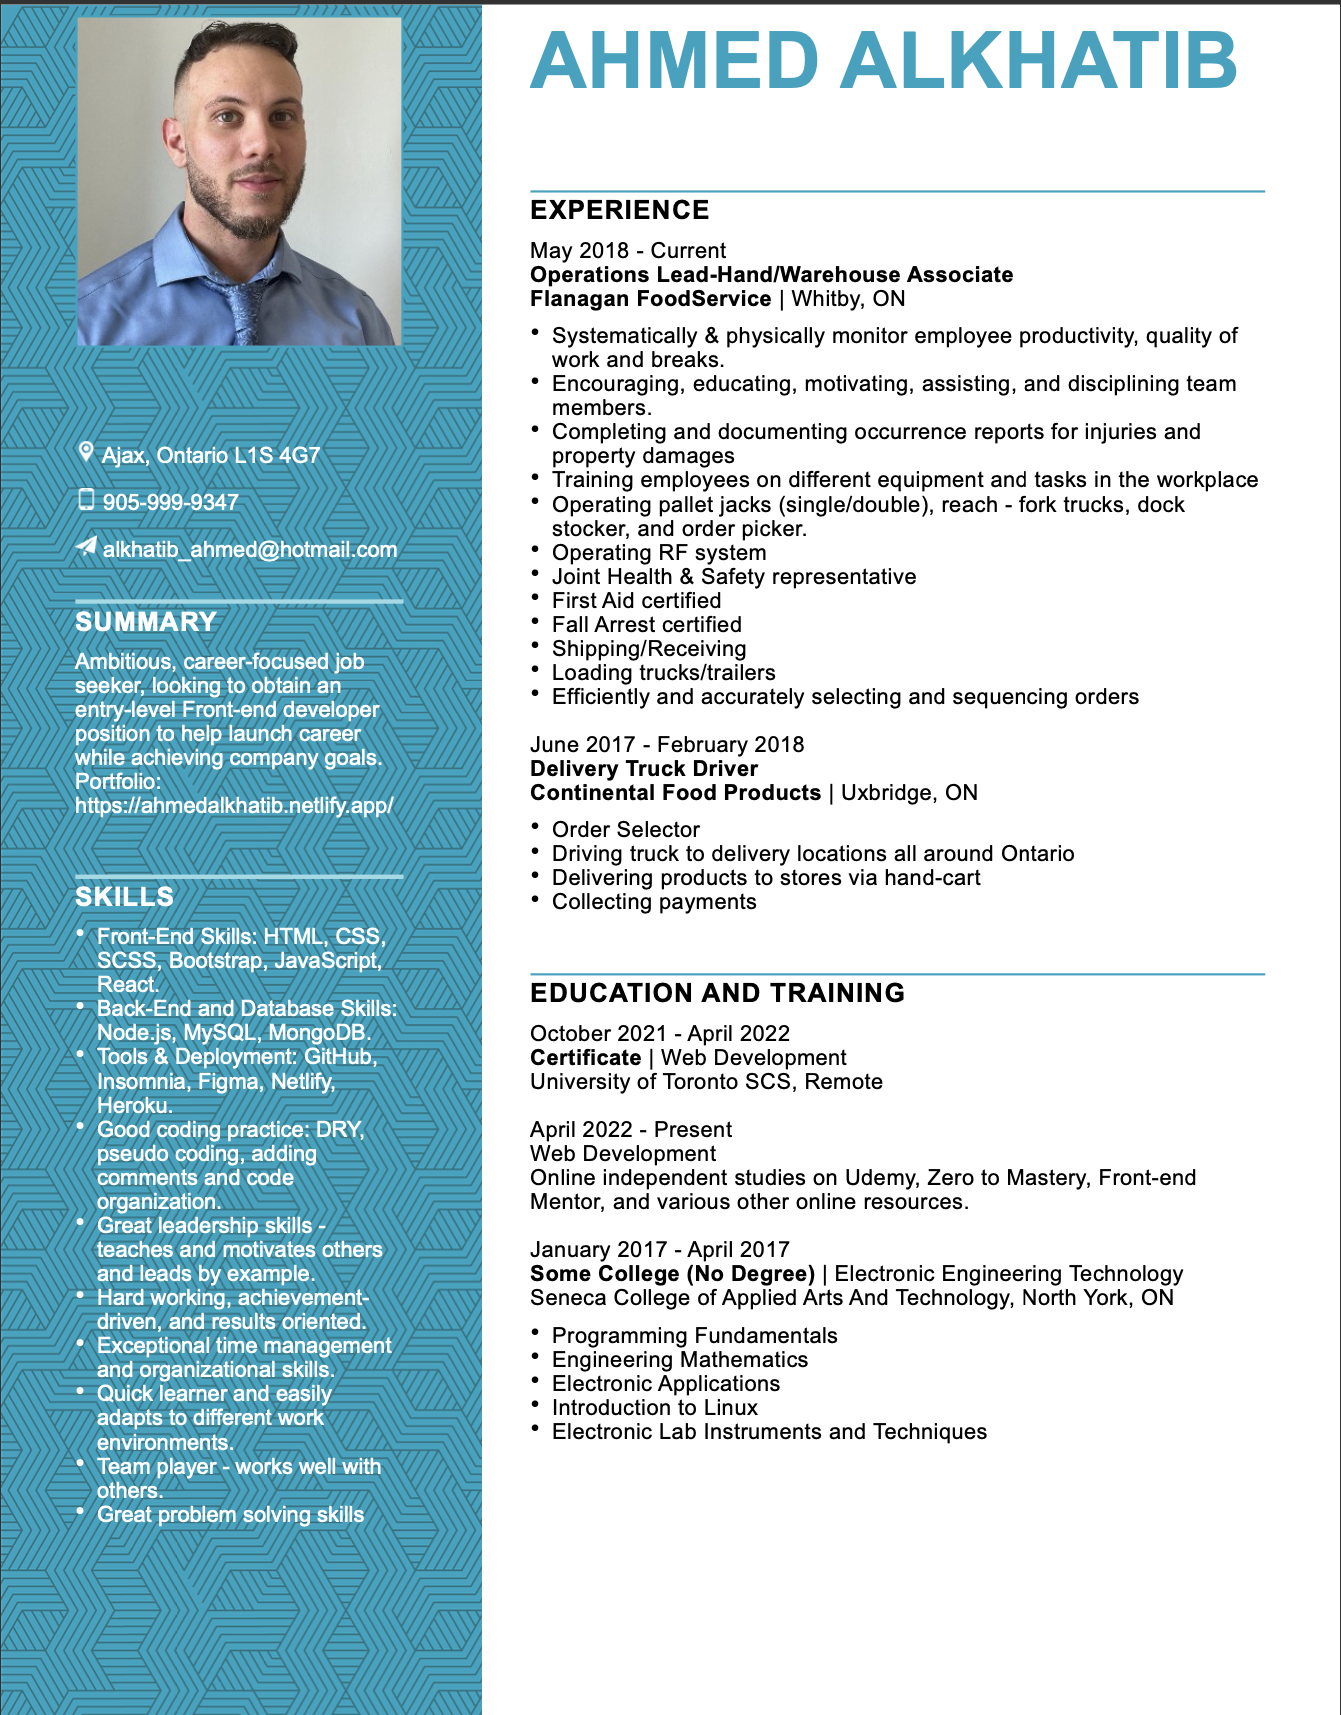 AHMED ALKHATIB
Ajax, Ontario L1S 4G7
905-999-9347
alkhatib_ahmed@hotmail.com
SUMMARY
Ambitious, career-focused job
seeker, looking to obtain an
entry-level Front-end developer
position to help launch career
while achieving company goals.
Portfolio:
https://ahmedalkhatib.netlify.app/
SKILLS
• Front-End Skills: HTML, CSS,
SCSS, Bootstrap, JavaScript,
React.
• Back-End and Database Skills:
Node.js, MySQL, MongoDB.
• Tools & Deployment: GitHub,
Insomnia, Figma, Netlify,
Heroku.
• Good coding practice: DRY,
pseudo coding, adding
comments and code
organization.
• Great leadership skills -
teaches and motivates others
and leads by example.
• Hard working, achievement-
driven, and results oriented.
• Exceptional time management
and organizational skills.
• Quick learner and easily
adapts to different work
environments.
• Team player - works well with
others.
• Great problem solving skills
EXPERIENCE
May 2018 - Current
Operations Lead-Hand/Warehouse Associate
Flanagan FoodService | Whitby, ON
• Systematically & physically monitor employee productivity, quality of
work and breaks.
• Encouraging, educating, motivating, assisting, and disciplining team
members.
• Completing and documenting occurrence reports for injuries and
property damages
• Training employees on different equipment and tasks in the workplace
• Operating pallet jacks (single/double), reach - fork trucks, dock
stocker, and order picker.
• Operating RF system
• Joint Health & Safety representative
• First Aid certified
• Fall Arrest certified
• Shipping/Receiving
• Loading trucks/trailers
• Efficiently and accurately selecting and sequencing orders
June 2017 - February 2018
Delivery Truck Driver
Continental Food Products | Uxbridge, ON
• Order Selector
• Driving truck to delivery locations all around Ontario
• Delivering products to stores via hand-cart
• Collecting payments
EDUCATION AND TRAINING
October 2021 - April 2022
Certificate | Web Development
University of Toronto SCS, Remote
April 2022 - Present
Web Development
Online independent studies on Udemy, Zero to Mastery, Front-end
Mentor, and various other online resources.
January 2017 - April 2017
Some College (No Degree) | Electronic Engineering Technology
Seneca College of Applied Arts And Technology, North York, ON
• Programming Fundamentals
• Engineering Mathematics
• Electronic Applications
• Introduction to Linux
• Electronic Lab Instruments and Techniques